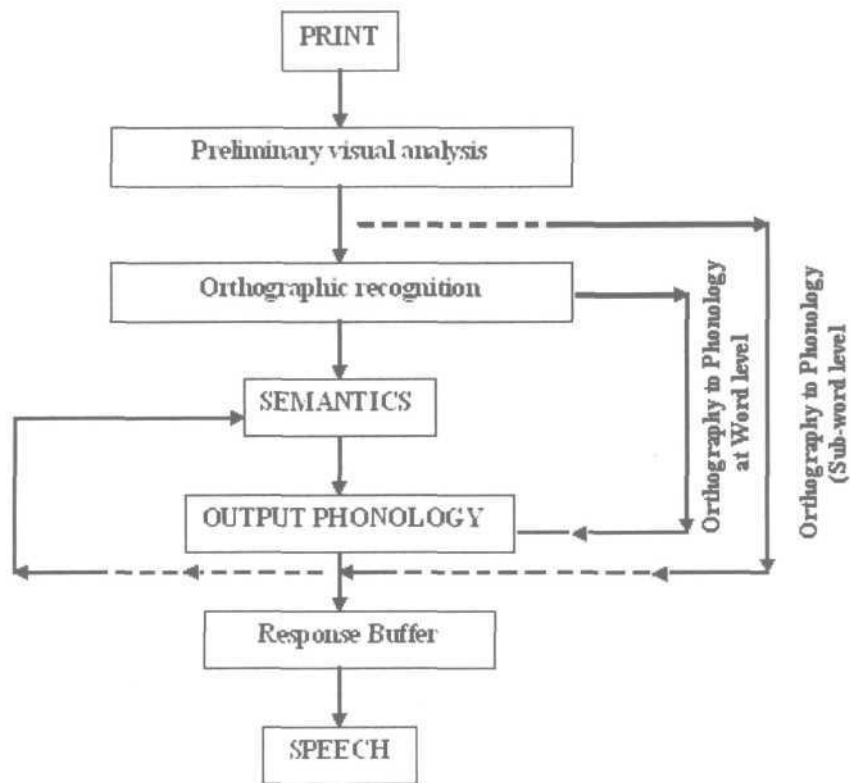 PRINT
Preliminary visual analysis
Orthographic recognition
SEMANTICS
OUTPUT PHONOLOGY
Response Buffer
SPEECH
Orthography to Phonology
at Word level
Orthography to Phonology
(Sub-word level